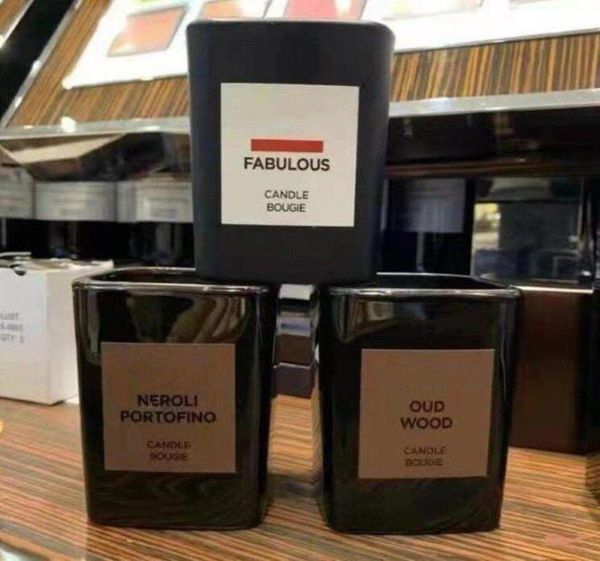 FABULOUS
CANDLE
BOUGIE
NEROLI
PORTOFINO
CANDLE
BOUGIE
OUD
WOOD
CANDLE
BOUGIE